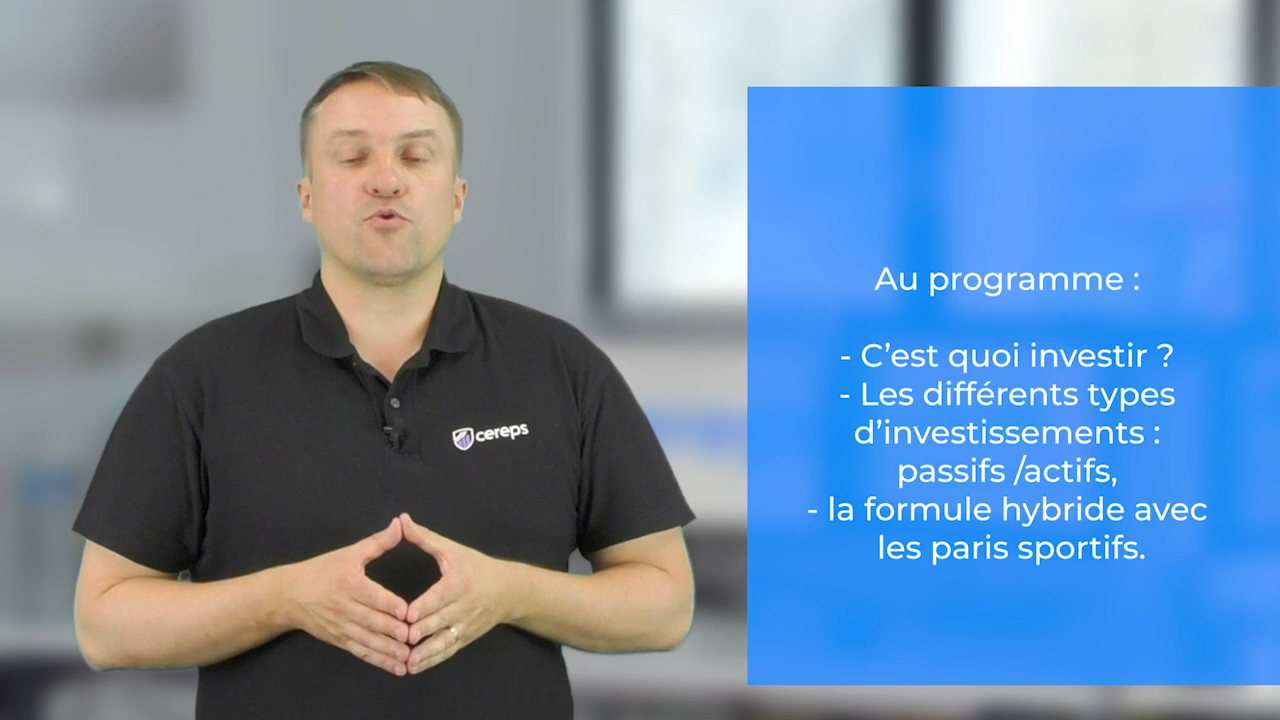 cereps
Au programme :
- C’est quoi investir ?
- Les différents types
d’investissements :
passifs /actifs,
- la formule hybride avec
les paris sportifs.